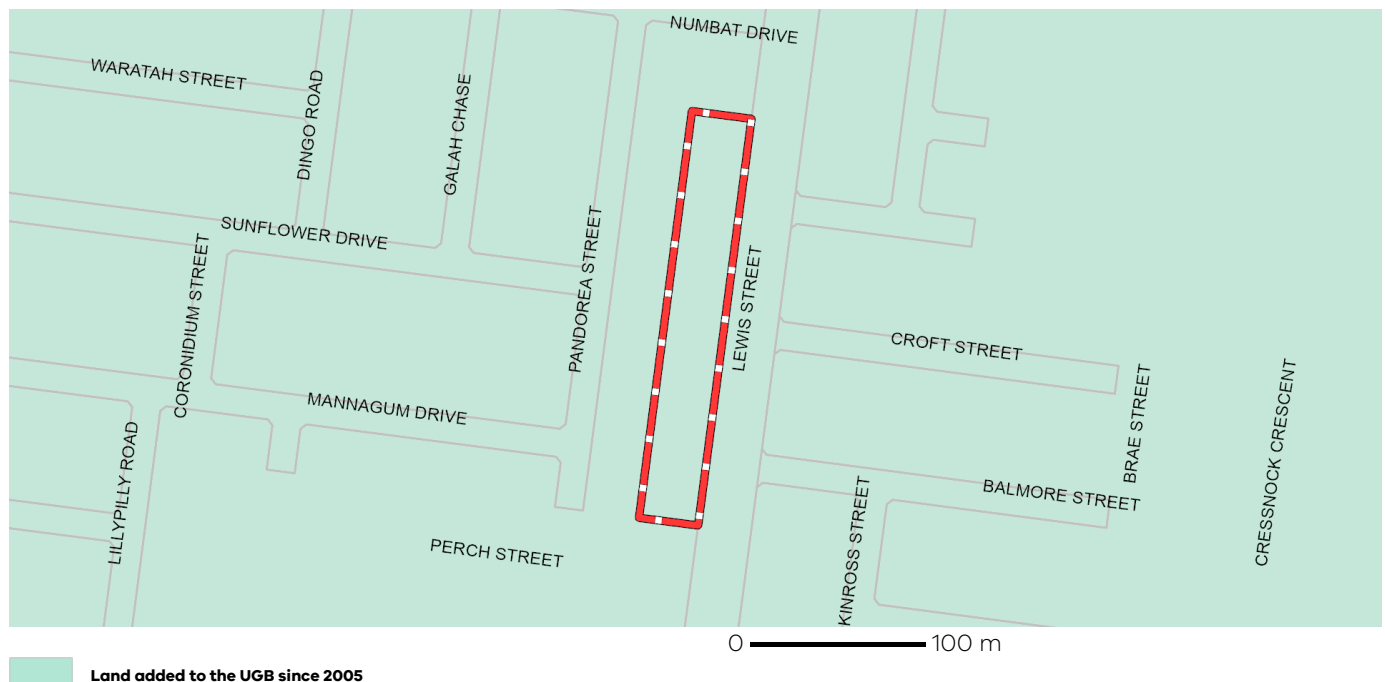 NUMBAT DRIVE
WARATAH STREET
DINGO ROAD
GALAH CHASE
SUNFLOWER DRIVE
PANDOREA STREET
CORONIDIUM STREET
LEWIS STREET
CROFT STREET
MANNAGUM DRIVE
BRAE STREET
CRESSNOCK CRESCENT
LILLYPILLY ROAD
BALMORE STREET
KINROSS STREET
PERCH STREET
0 100 m
Land added to the UGB since 2005